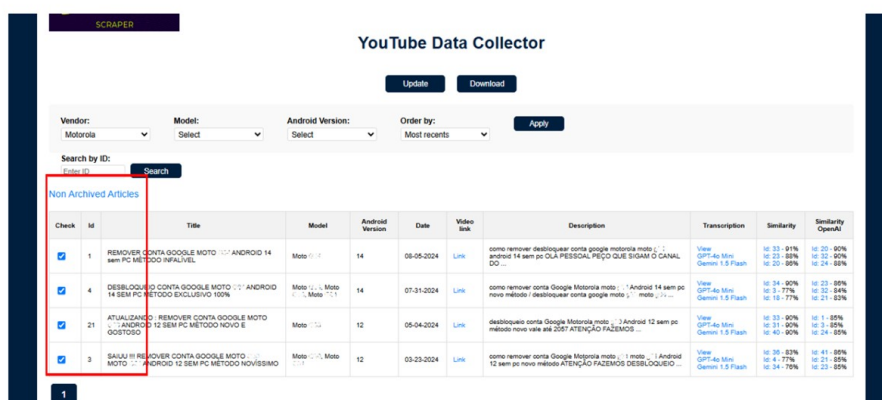 SCRAPER
YouTube Data Collector
Update Download
Vendor: Model: Android Version: Order by:
Motorola Select Select Most recents Apply
Search by ID:
Enter ID Search
Non Archived Articles
Check Id Title Model Android Version Date Video link Description Transcription Similarity Similarity OpenAI
1 REMOVER CONTA GOOGLE MOTO ANDROID 14 Moto 14 08-05-2024 Link como remover desbloquear conta google motorola moto View Id: 33 - 91% Id: 20 - 90%
sem PC MÉTODO INFALÍVEL android 14 sem pc OLÁ PESSOAL PEÇO QUE SIGAM O CANAL GPT-4o Mini Id: 23 - 88% Id: 32 - 90%
DO ... Gemini 1.5 Flash Id: 20 - 86% Id: 24 - 88%
4 DESBLOQUEIO CONTA GOOGLE MOTO ANDROID Moto Moto 14 07-31-2024 Link como remover conta Google Motorola moto Android 14 sem pc View Id: 34 - 90% Id: 23 - 86%
14 SEM PC MÉTODO EXCLUSIVO 100% Moto novo método / desbloquear conta google moto moto ... GPT-4o Mini Id: 3 - 77% Id: 32 - 84%
Gemini 1.5 Flash Id: 18 - 77% Id: 21 - 83%
21 ATUALIZANDO : REMOVER CONTA GOOGLE MOTO Moto 12 05-04-2024 Link desbloqueio conta Google Motorola moto Android 12 sem pc View Id: 33 - 90% Id: 1 - 85%
ANDROID 12 SEM PC MÉTODO NOVO E método novo vale até 2057 ATENÇÃO FAZEMOS ... GPT-4o Mini Id: 31 - 90% Id: 3 - 85%
GOSTOSO Gemini 1.5 Flash Id: 40 - 90% Id: 24 - 85%
3 SAIUU !!! REMOVER CONTA GOOGLE MOTO Moto Moto 12 03-23-2024 Link como remover conta Google Motorola moto moto Android View Id: 36 - 83% Id: 41 - 86%
MOTO ANDROID 12 SEM PC MÉTODO NOVÍSSIMO 12 sem pc novo método ATENÇÃO FAZEMOS DESBLOQUEIO ... GPT-4o Mini Id: 4 - 77% Id: 21 - 85%
Gemini 1.5 Flash Id: 34 - 76% Id: 23 - 85%
1